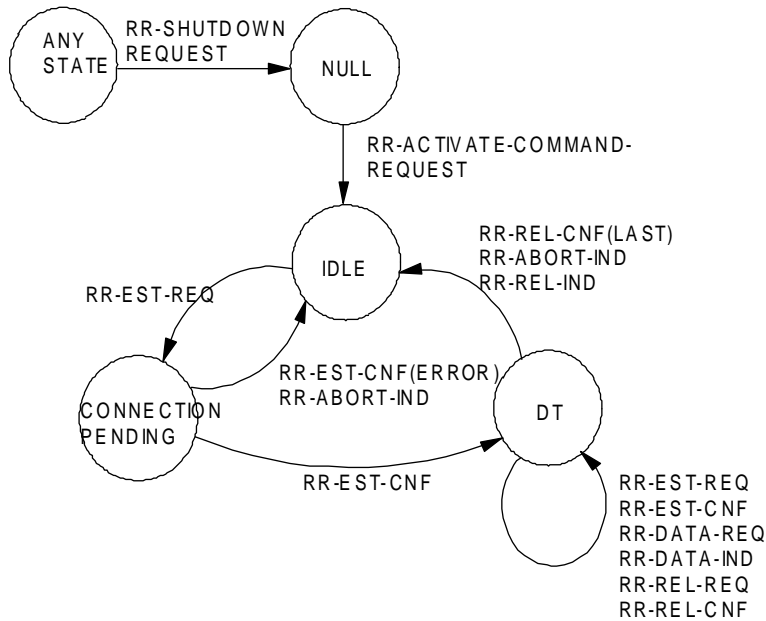 ANY
STATE
RR-SHUTDOWN
REQUEST
NULL
RR-ACTIVATE-COMMAND-
REQUEST
IDLE
RR-REL-CNF(LAST)
RR-ABORT-IND
RR-REL-IND
RR-EST-REQ
RR-EST-CNF(ERROR)
RR-ABORT-IND
CONNECTION
PENDING
DT
RR-EST-CNF
RR-EST-REQ
RR-EST-CNF
RR-DATA-REQ
RR-DATA-IND
RR-REL-REQ
RR-REL-CNF